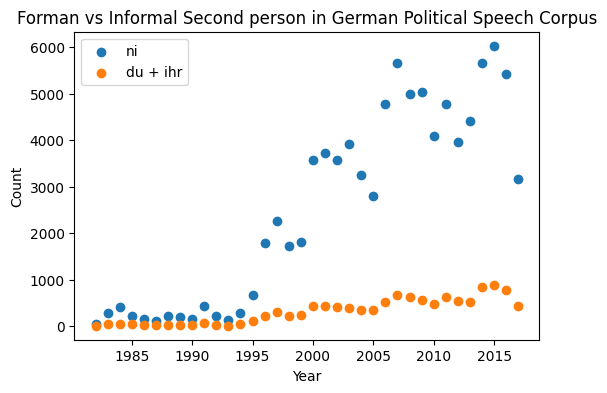 Forman vs Informal Second person in German Political Speech Corpus
ni
du + ihr
6000
5000
4000
3000
2000
1000
0
Count
1985
1990
1995
2000
2005
2010
2015
Year